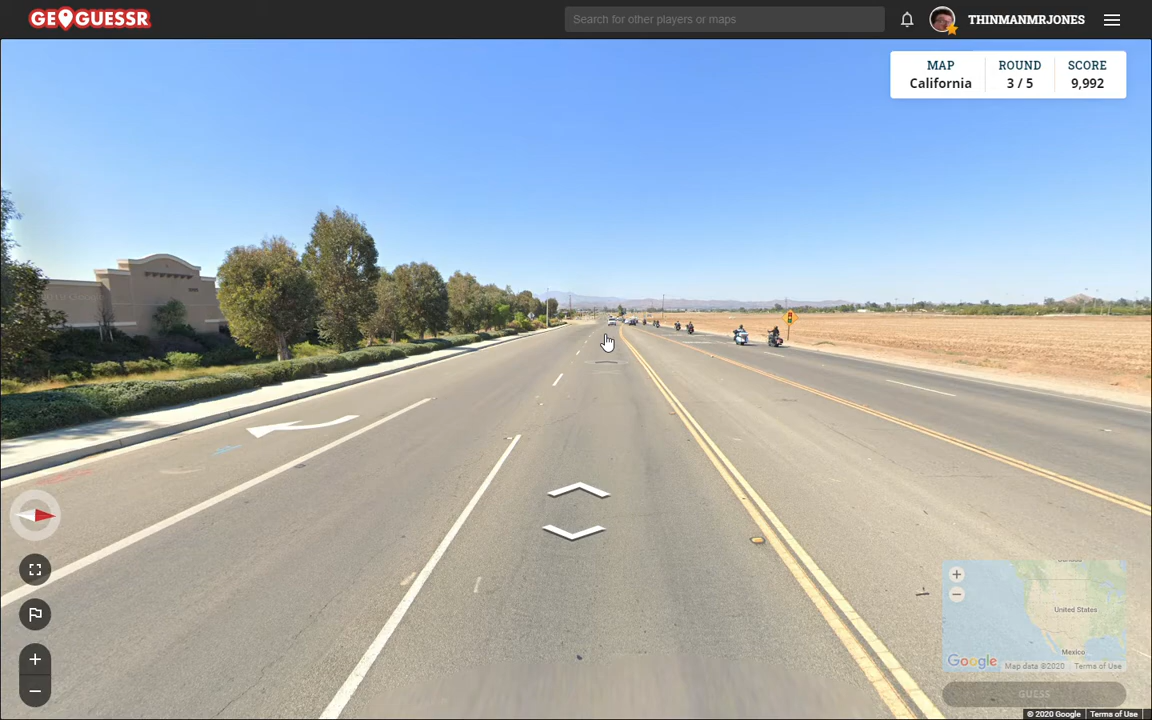 GEOGUESSR
Search for other players or maps
THINMANMRJONES
MAP
California
ROUND
3 / 5
SCORE
9,992
+
−
United States
Mexico
Google
Map data ©2020
Terms of Use
GUESS
+
−
© 2020 Google
Terms of Use